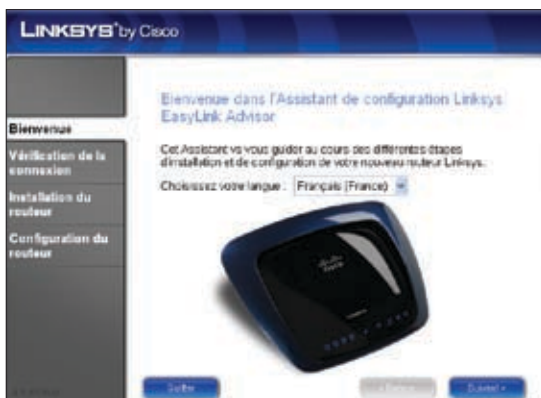 LINKSYS® by Cisco
Bienvenue dans l'Assistant de configuration Linksys
EasyLink Advisor
Bienvenue
Vérification de la
connexion
Installation du
routeur
Configuration du
routeur
Cet Assistant va vous guider au cours des différentes étapes
d'installation et de configuration de votre nouveau routeur Linksys.
Choisissez votre langue : Français (France)
Suivant »